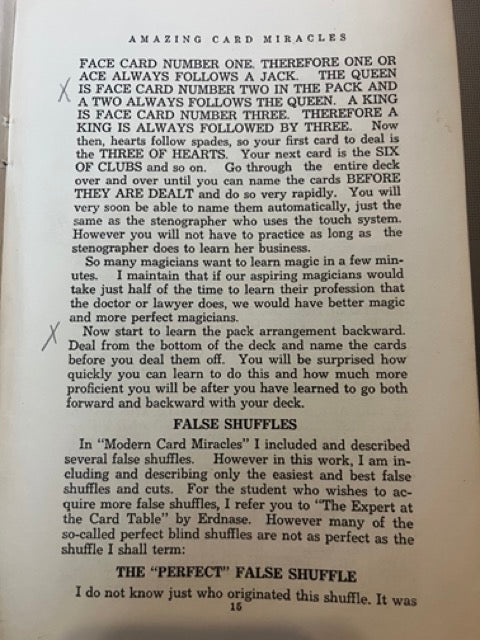 AMAZING CARD MIRACLES
FACE CARD NUMBER ONE, THEREFORE ONE OR
ACE ALWAYS FOLLOWS A JACK. THE QUEEN
IS FACE CARD NUMBER TWO IN THE PACK AND
A TWO ALWAYS FOLLOWS THE QUEEN. A KING
IS FACE CARD NUMBER THREE. THEREFORE A
KING IS ALWAYS FOLLOWED BY THREE. Now
then, hearts follow spades, so your first card to deal is
the THREE OF HEARTS. Your next card is the SIX
OF CLUBS and so on. Go through the entire deck
over and over until you can name the cards BEFORE
THEY ARE DEALT and do so very rapidly. You will
very soon be able to name them automatically, just the
same as the stenographer who uses the touch system.
However you will not have to practice as long as the
stenographer does to learn her business.
So many magicians want to learn magic in a few min-
utes. I maintain that if our aspiring magicians would
take just half of the time to learn their profession that
the doctor or lawyer does, we would have better magic
and more perfect magicians.
Now start to learn the pack arrangement backward.
Deal from the bottom of the deck and name the cards
before you deal them off. You will be surprised how
quickly you can learn to do this and how much more
proficient you will be after you have learned to go both
forward and backward with your deck.
FALSE SHUFFLES
In "Modern Card Miracles" I included and described
several false shuffles. However in this work, I am in-
cluding and describing only the easiest and best false
shuffles and cuts. For the student who wishes to ac-
quire more false shuffles, I refer you to "The Expert at
the Card Table" by Erdnase. However many of the
so-called perfect blind shuffles are not as perfect as the
shuffle I shall term:
THE "PERFECT" FALSE SHUFFLE
I do not know just who originated this shuffle. It was
15